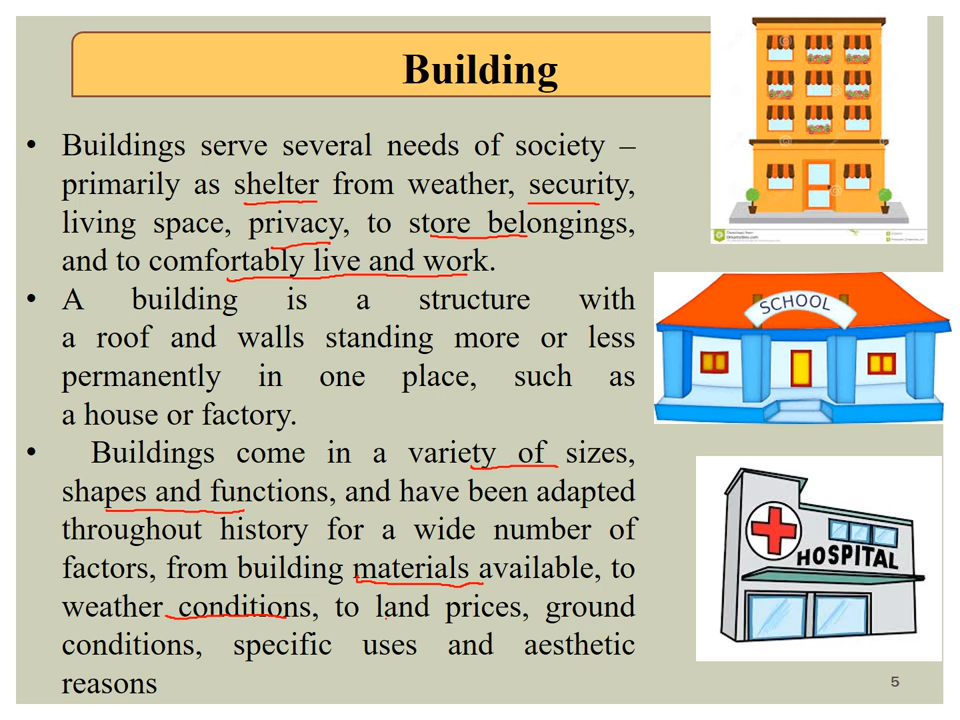 Building
• Buildings serve several needs of society –
primarily as shelter from weather, security,
living space, privacy, to store belongings,
and to comfortably live and work.
• A building is a structure with
a roof and walls standing more or less
permanently in one place, such as
a house or factory.
• Buildings come in a variety of sizes,
shapes and functions, and have been adapted
throughout history for a wide number of
factors, from building materials available, to
weather conditions, to land prices, ground
conditions, specific uses and aesthetic
reasons
SCHOOL
HOSPITAL
5